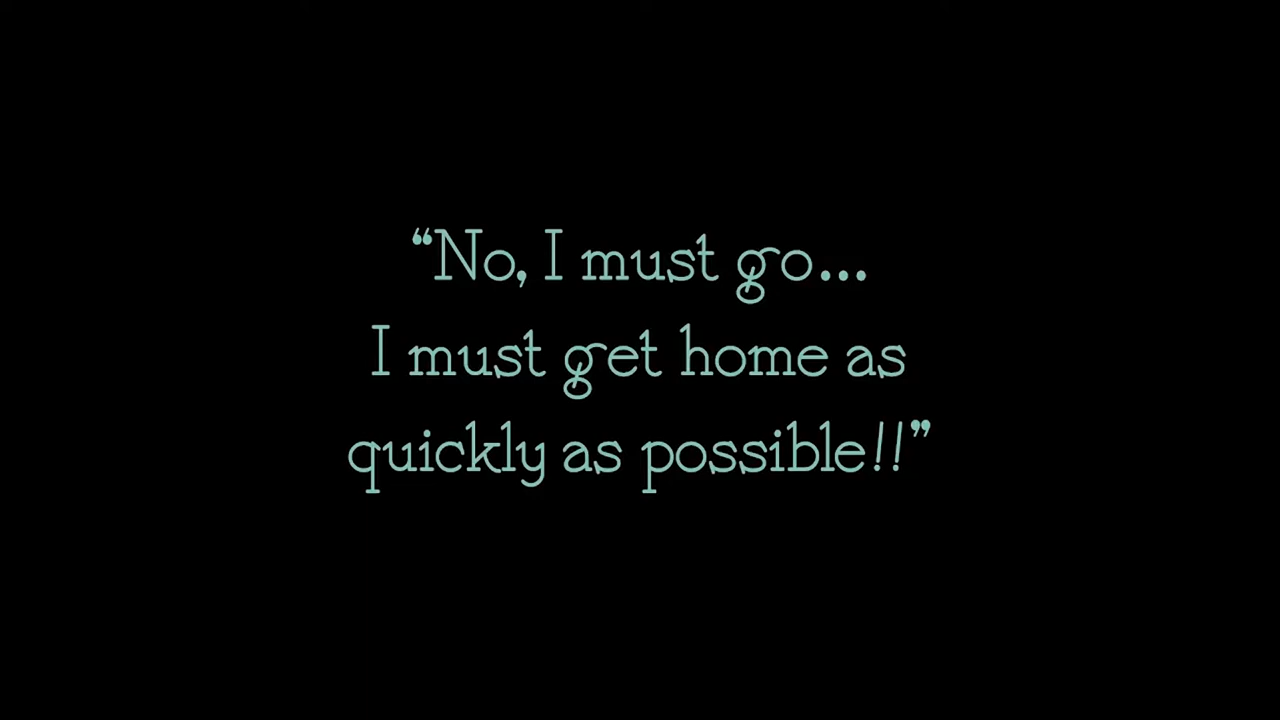 “No, I must go...
I must get home as
quickly as possible!!”